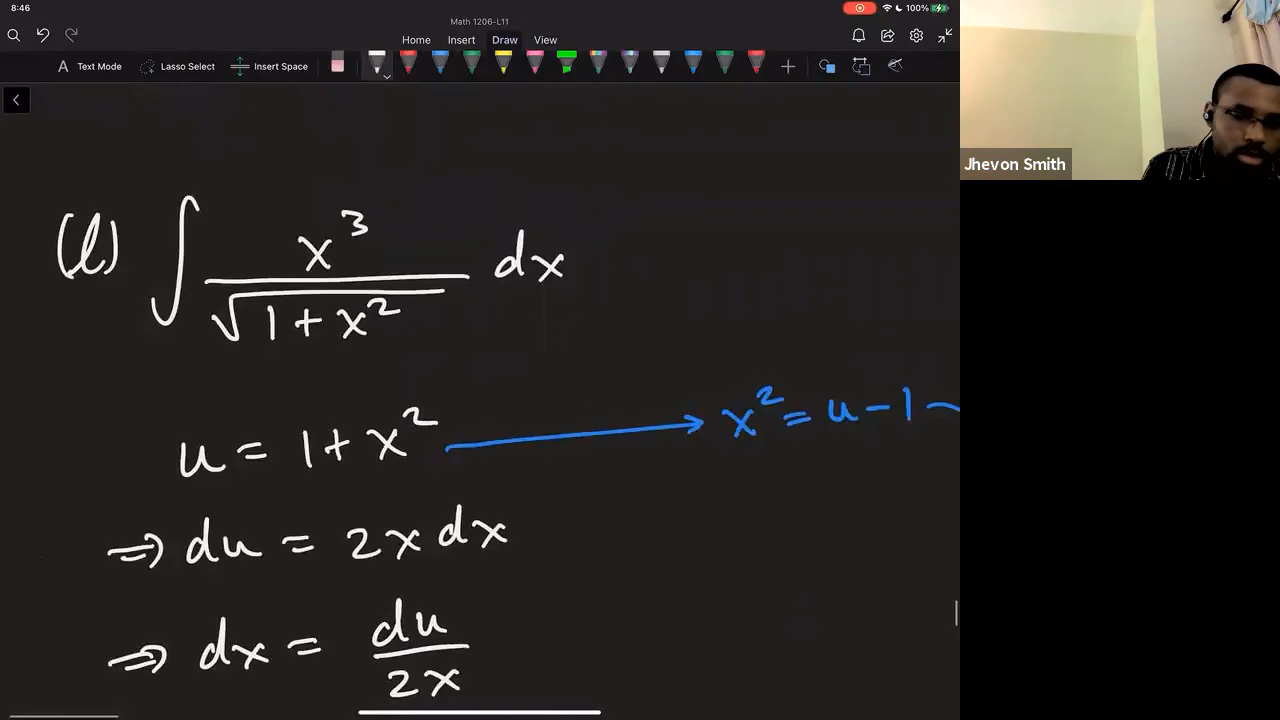 8:46
100%
Math 1206-L11
Home Insert Draw View
Text Mode Lasso Select Insert Space
Jhevon Smith
(l) ∫ x³ / √(1 + x²) dx
u = 1 + x² → x² = u - 1
⇒ du = 2x dx
⇒ dx = du / 2x